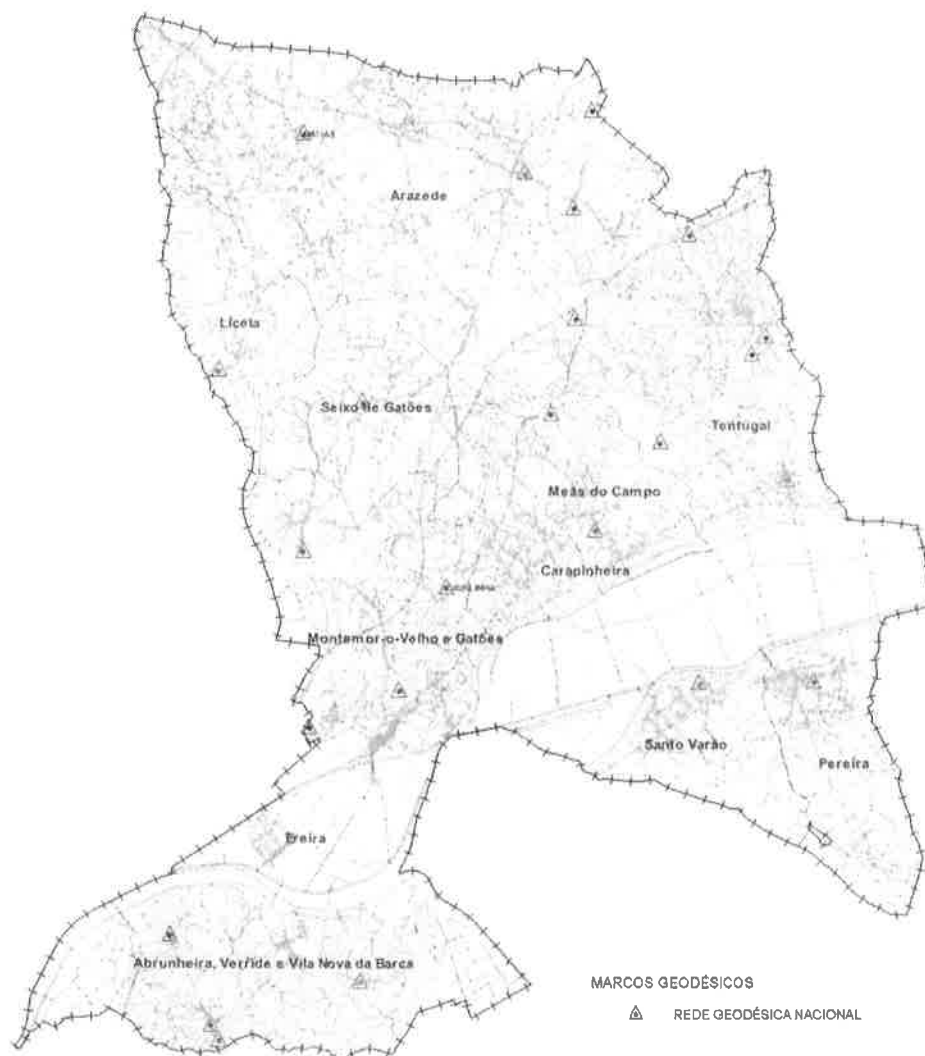 Arazede
Liceia
Seixo de Gatões
Tentugal
Meãs do Campo
Carapinheira
Montemor-o-Velho e Gatões
Santo Varão
Pereira
Ereira
Abrunheira, Verride e Vila Nova da Barca
MARCOS GEODÉSICOS
REDE GEODÉSICA NACIONAL